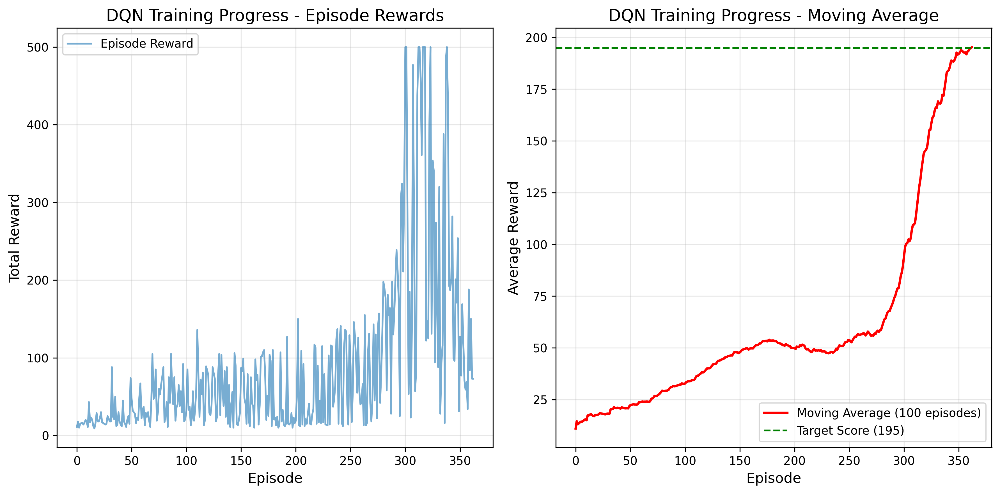 DQN Training Progress - Episode Rewards
Episode Reward
500
400
300
200
100
0
Total Reward
0 50 100 150 200 250 300 350
Episode
DQN Training Progress - Moving Average
200
175
150
125
100
75
50
25
Average Reward
Moving Average (100 episodes)
Target Score (195)
0 50 100 150 200 250 300 350
Episode